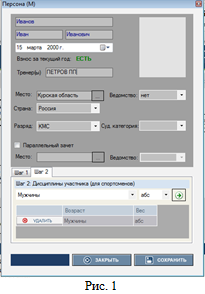 Персона (М)
Иванов
Иван Иванович
15 марта 2000 г.
Взнос за текущий год: ЕСТЬ
Тренер(ы) ПЕТРОВ ПП
Место: Курская область ... Ведомство: нет
Страна: Россия
Разряд: КМС Суд. категория:
Параллельный зачет
Место: ... Ведомство:
Шаг 1 Шаг 2
Шаг 2: Дисциплины участника (для спортсменов)
Мужчины абс
Возраст Вес
УДАЛИТЬ Мужчины абс
ЗАКРЫТЬ СОХРАНИТЬ
Рис. 1